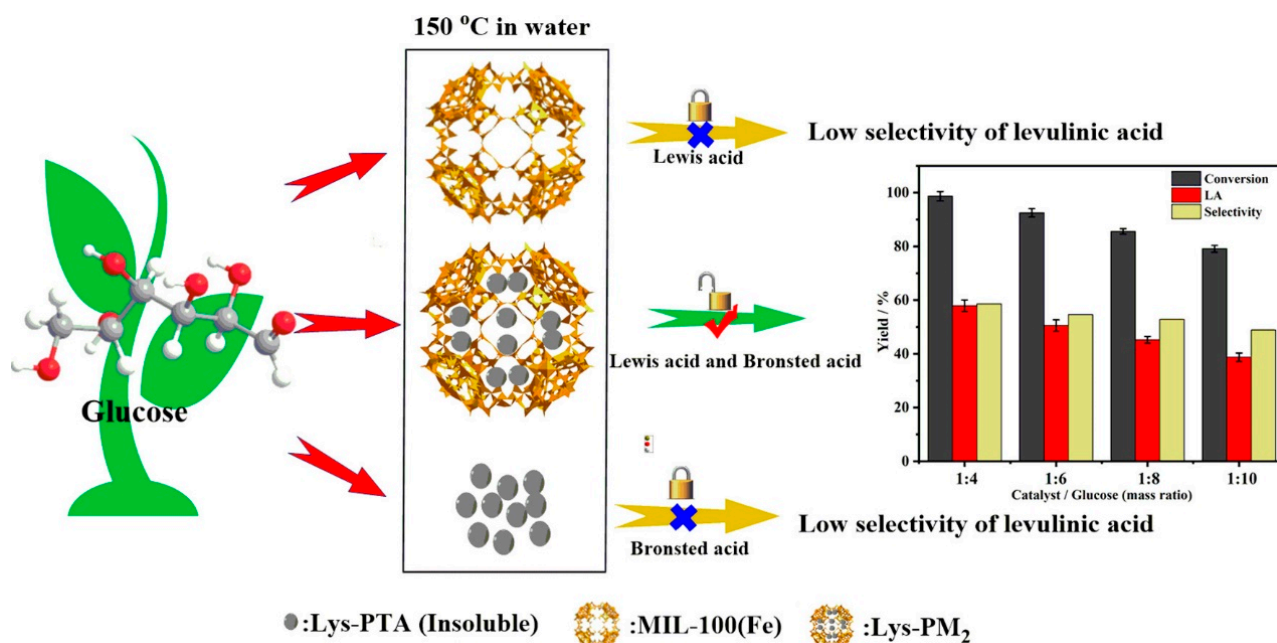 150 °C in water
Lewis acid
Low selectivity of levulinic acid
Glucose
Lewis acid and Bronsted acid
Bronsted acid
Low selectivity of levulinic acid
Conversion
LA
Selectivity
Yield / %
100
80
60
40
20
0
1:4 1:6 1:8 1:10
Catalyst / Glucose (mass ratio)
:Lys-PTA (Insoluble) :MIL-100(Fe) :Lys-PM₂